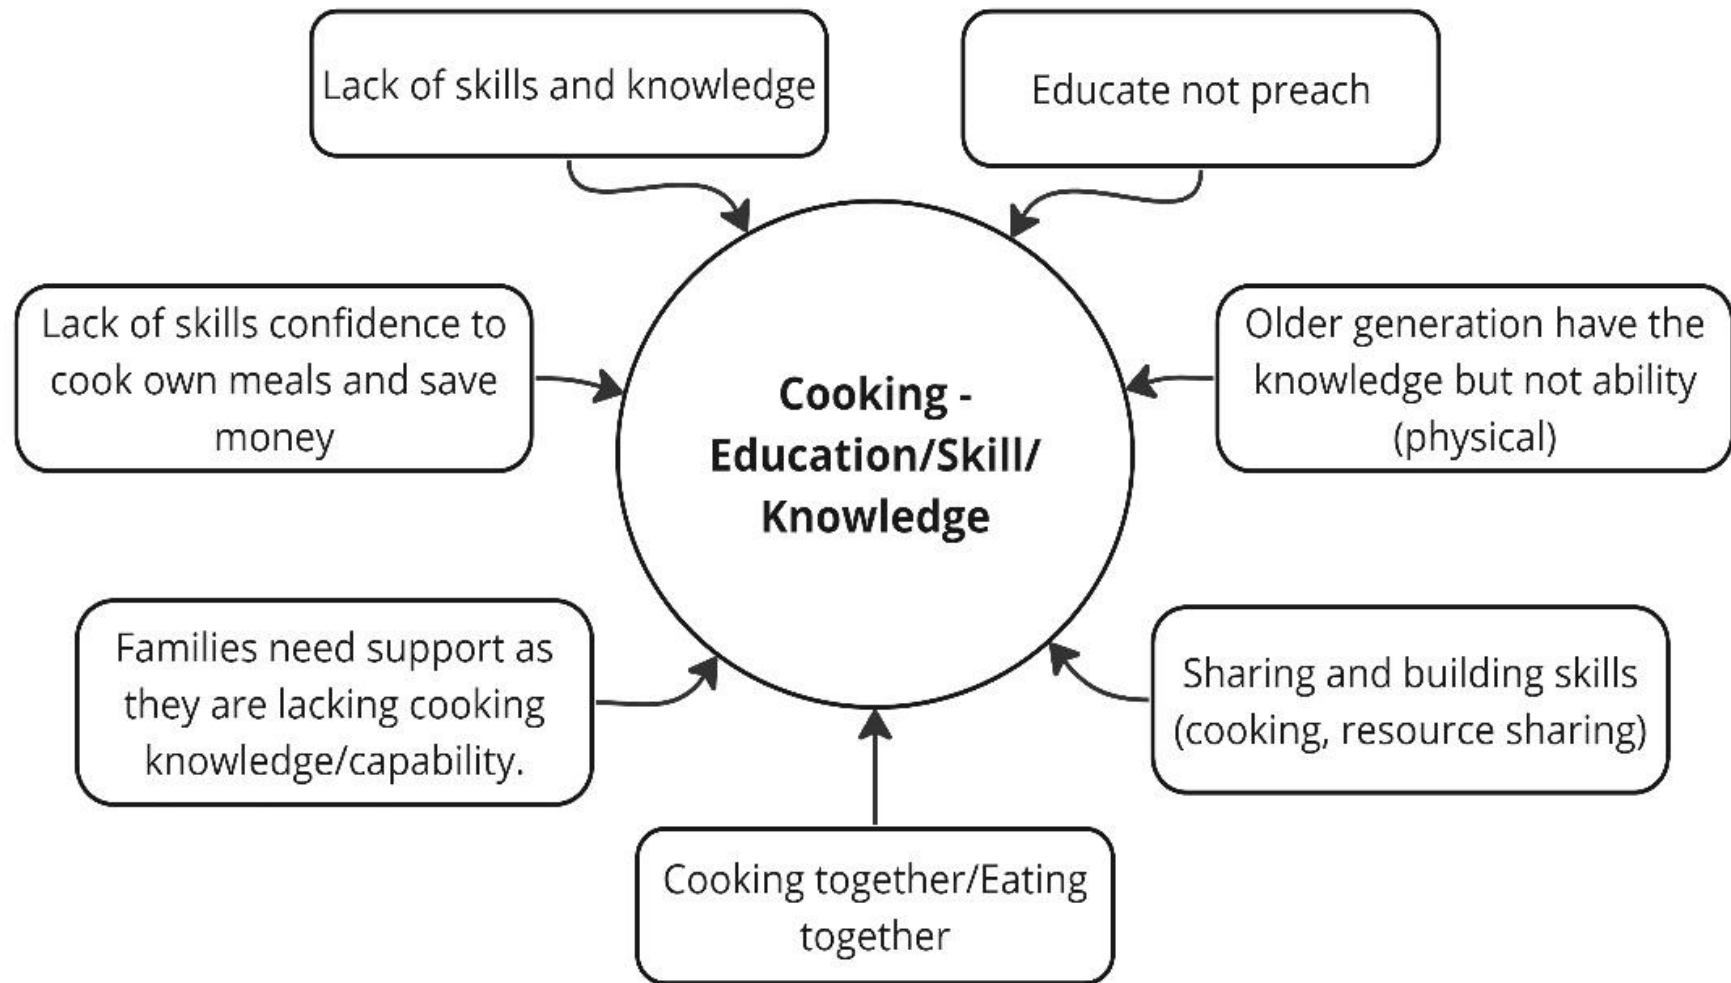 Lack of skills and knowledge
Educate not preach
Lack of skills confidence to
cook own meals and save
money
Cooking -
Education/Skill/
Knowledge
Older generation have the
knowledge but not ability
(physical)
Families need support as
they are lacking cooking
knowledge/capability.
Sharing and building skills
(cooking, resource sharing)
Cooking together/Eating
together